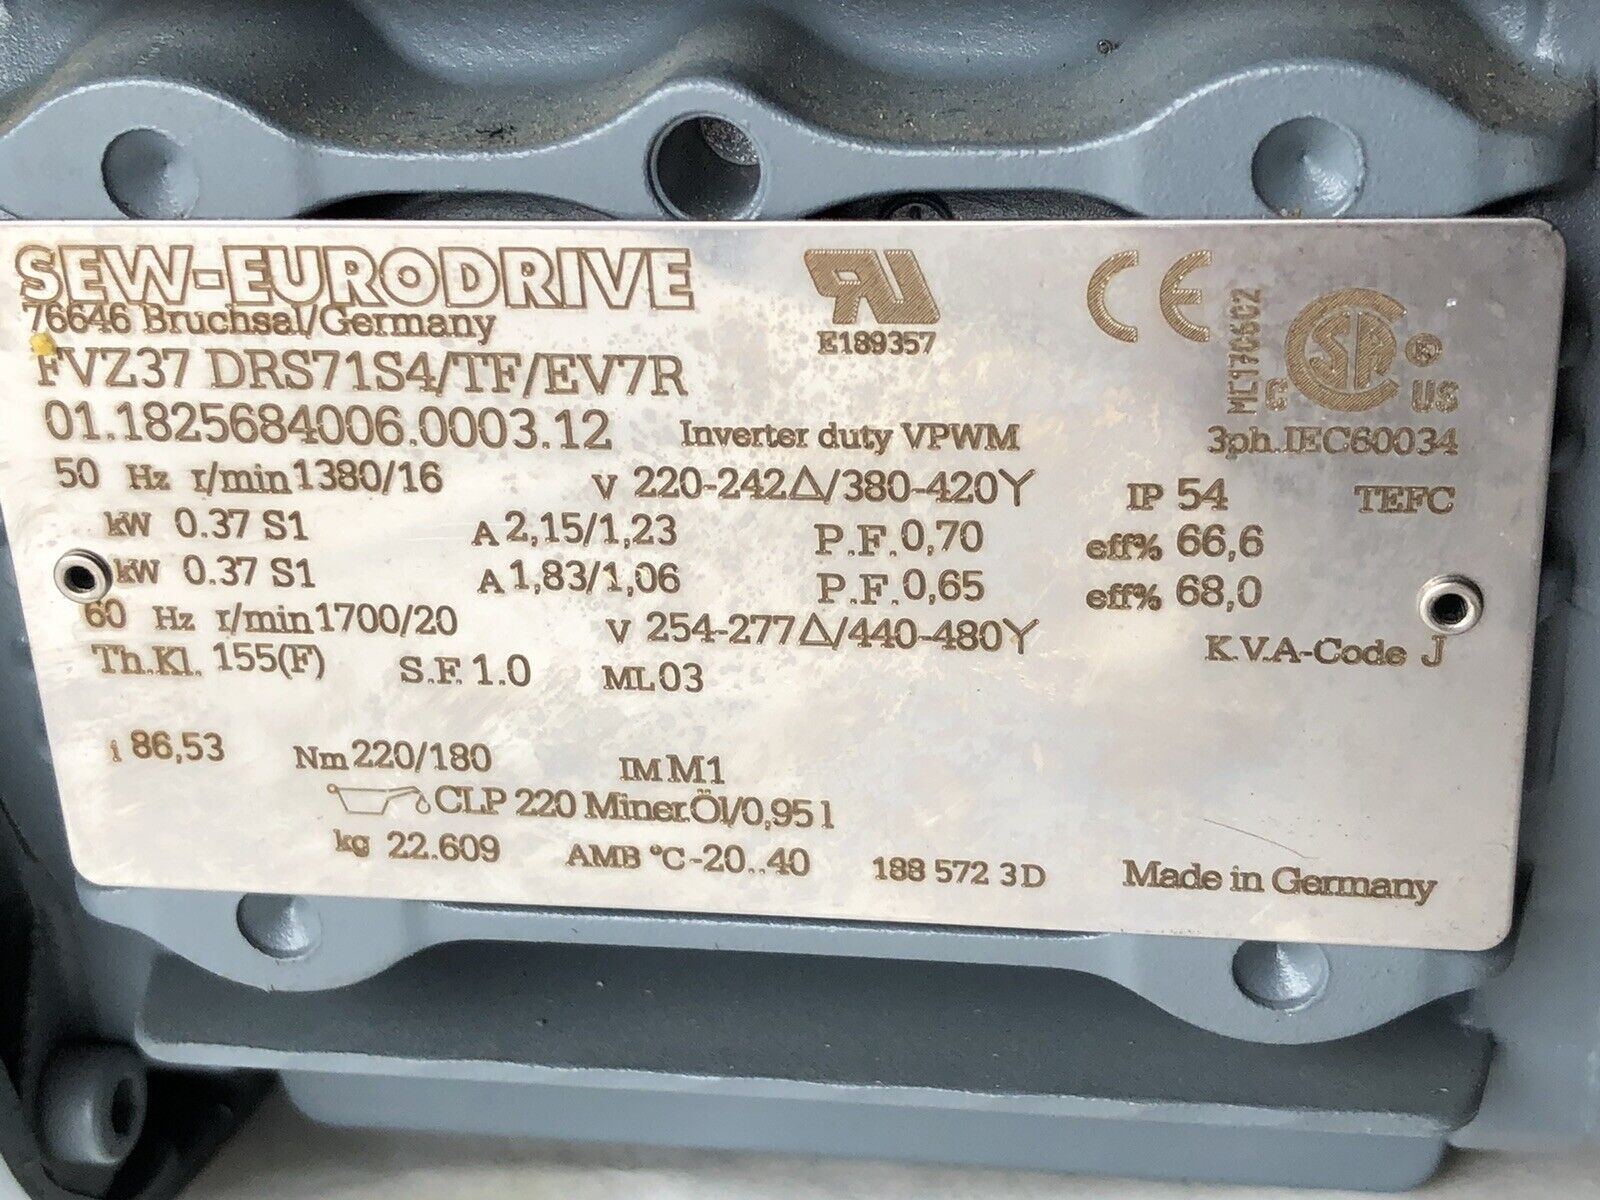 SEW-EURODRIVE
76646 Bruchsal/Germany
E189357
MC170602
C US
FVZ37 DRS71S4/TF/EV7R
01.1825684006.0003.12 Inverter duty VPWM 3ph.IEC60034
50 Hz r/min 1380/16 V 220-242Δ/380-420Y IP 54 TEFC
kW 0.37 S1 A 2,15/1,23 P.F. 0,70 eff% 66,6
kW 0.37 S1 A 1,83/1,06 P.F. 0,65 eff% 68,0
60 Hz r/min 1700/20 V 254-277Δ/440-480Y K.V.A-Code J
Th.Kl. 155(F) S.F. 1.0 ML03
i 86,53 Nm 220/180 IM M1
CLP 220 Miner.Öl/0,95 l
kg 22.609 AMB °C -20..40 188 572 3 D Made in Germany